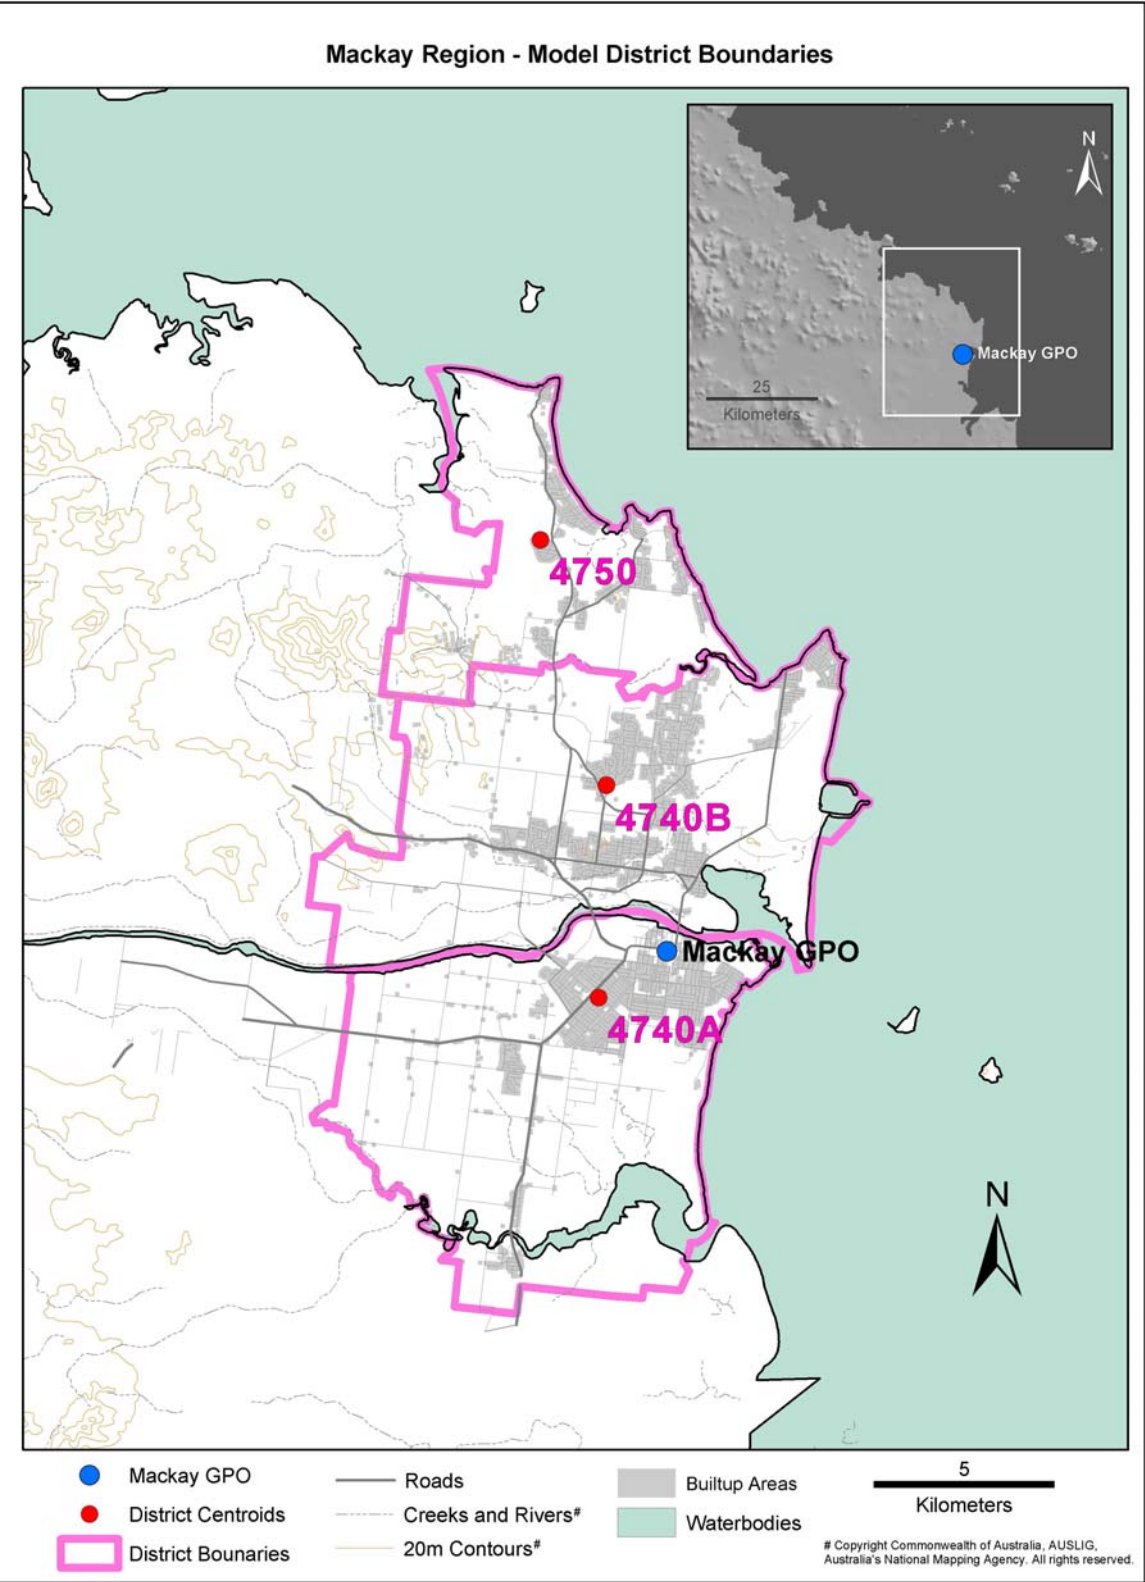 Mackay Region - Model District Boundaries
N
Mackay GPO
25
Kilometers
4750
4740B
Mackay GPO
4740A
N
Mackay GPO
District Centroids
District Bounaries
Roads
Creeks and Rivers#
20m Contours#
Builtup Areas
Waterbodies
5
Kilometers
# Copyright Commonwealth of Australia, AUSLIG,
Australia's National Mapping Agency. All rights reserved.